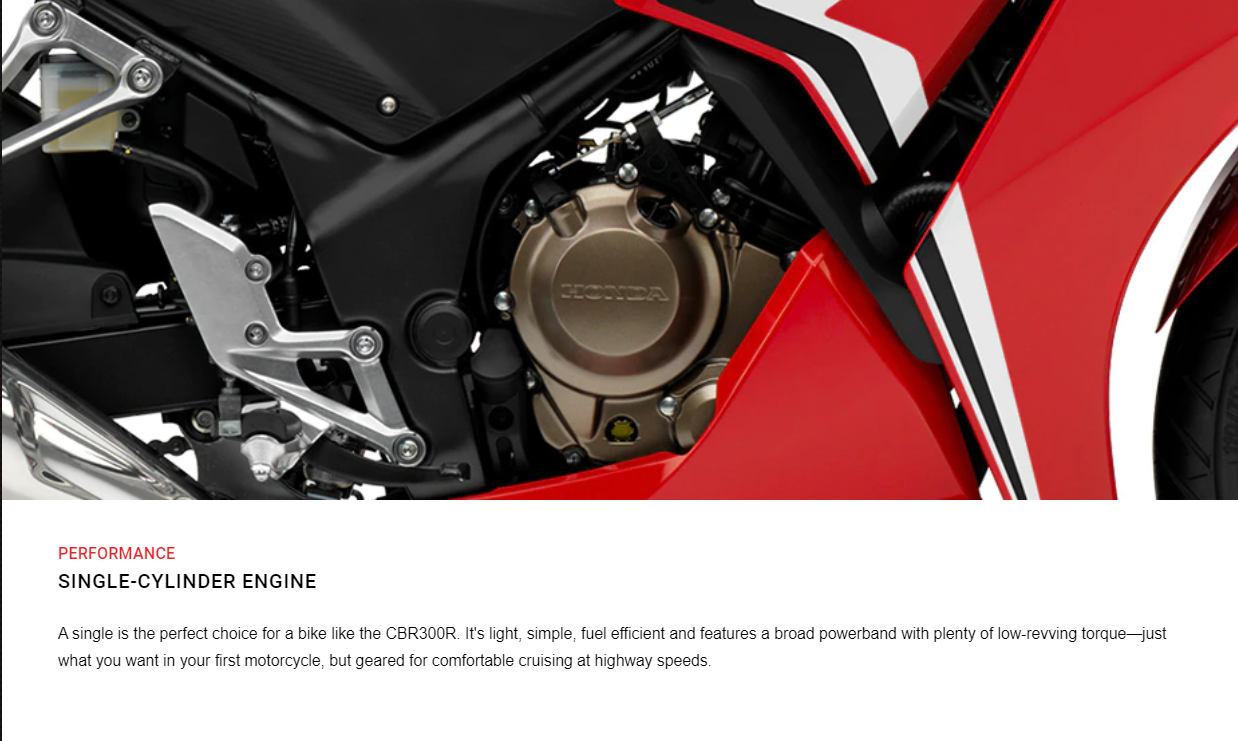 HONDA
PERFORMANCE
SINGLE-CYLINDER ENGINE
A single is the perfect choice for a bike like the CBR300R. It's light, simple, fuel efficient and features a broad powerband with plenty of low-revving torque—just
what you want in your first motorcycle, but geared for comfortable cruising at highway speeds.